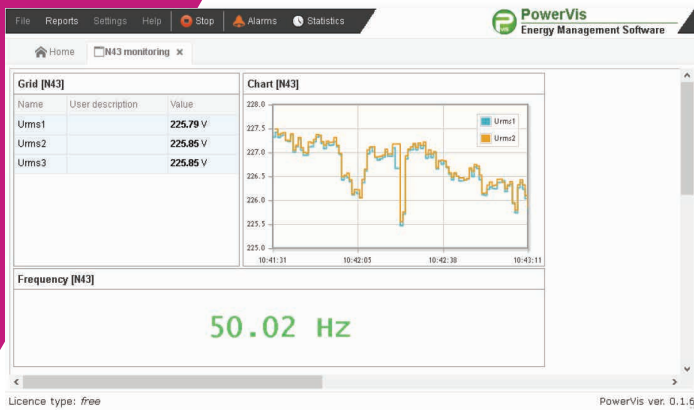 File Reports Settings Help Stop Alarms Statistics
PowerVis
Energy Management Software
Home N43 monitoring x
Grid [N43]
Name User description Value
Urms1 225.79 V
Urms2 225.85 V
Urms3 225.85 V
Chart [N43]
228.0
227.5
227.0
226.5
226.0
225.5
225.0
Urms1
Urms2
10:41:31 10:42:05 10:42:38 10:43:11
Frequency [N43]
50.02 Hz
Licence type: free
PowerVis ver. 0.1.6